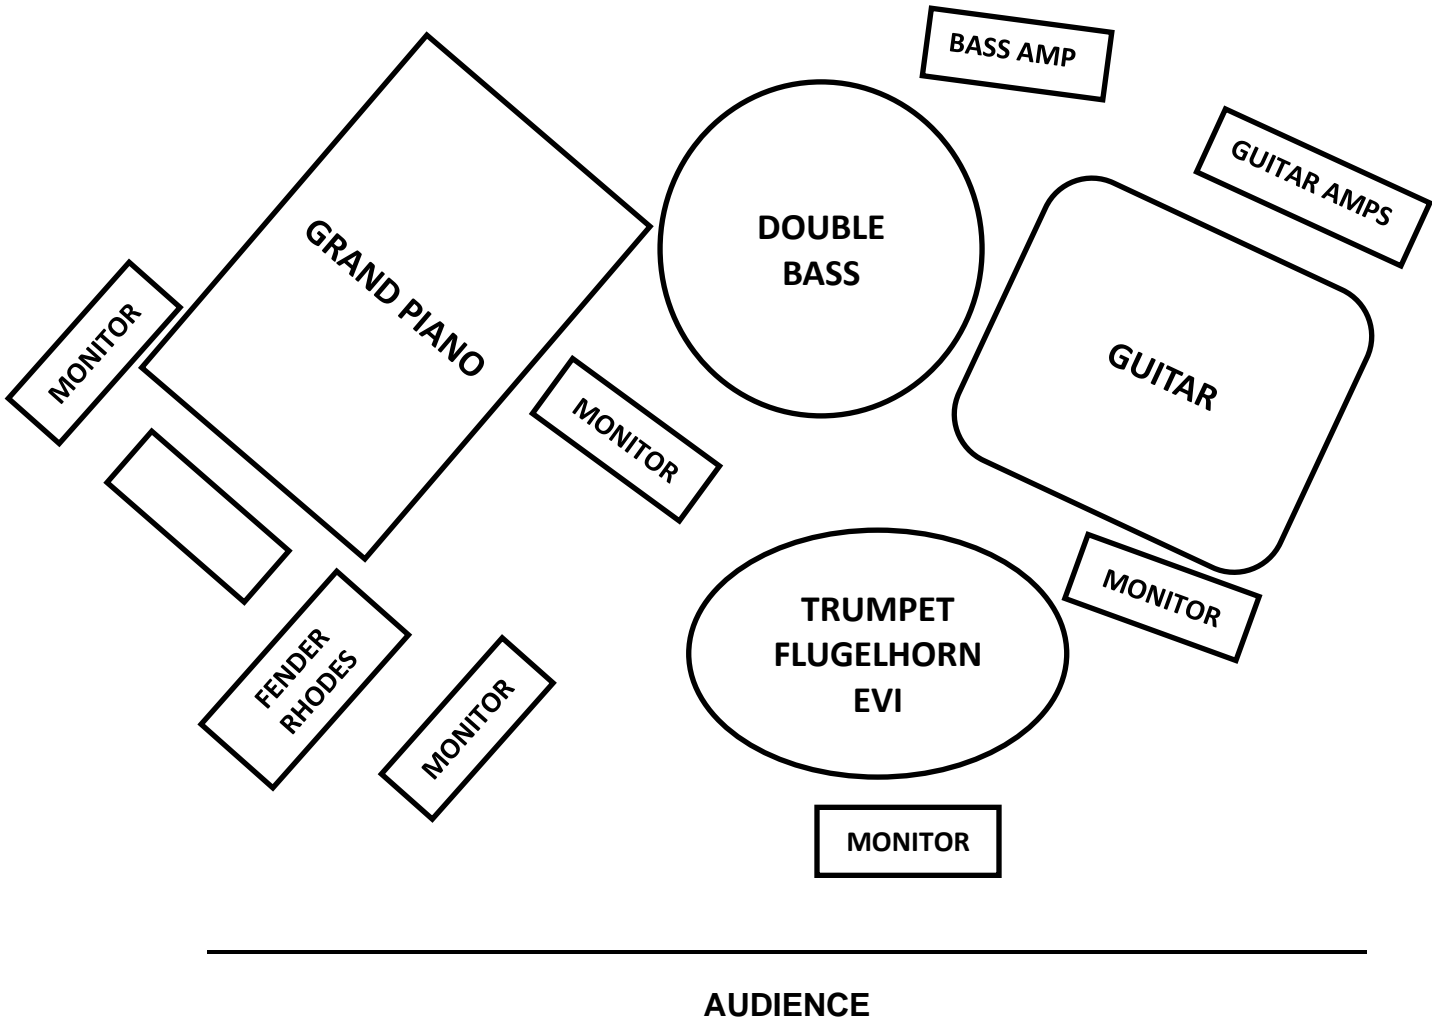 BASS AMP
GUITAR AMPS
DOUBLE
BASS
GRAND PIANO
MONITOR
GUITAR
MONITOR
MONITOR
TRUMPET
FLUGELHORN
EVI
FENDER
RHODES
MONITOR
MONITOR
AUDIENCE